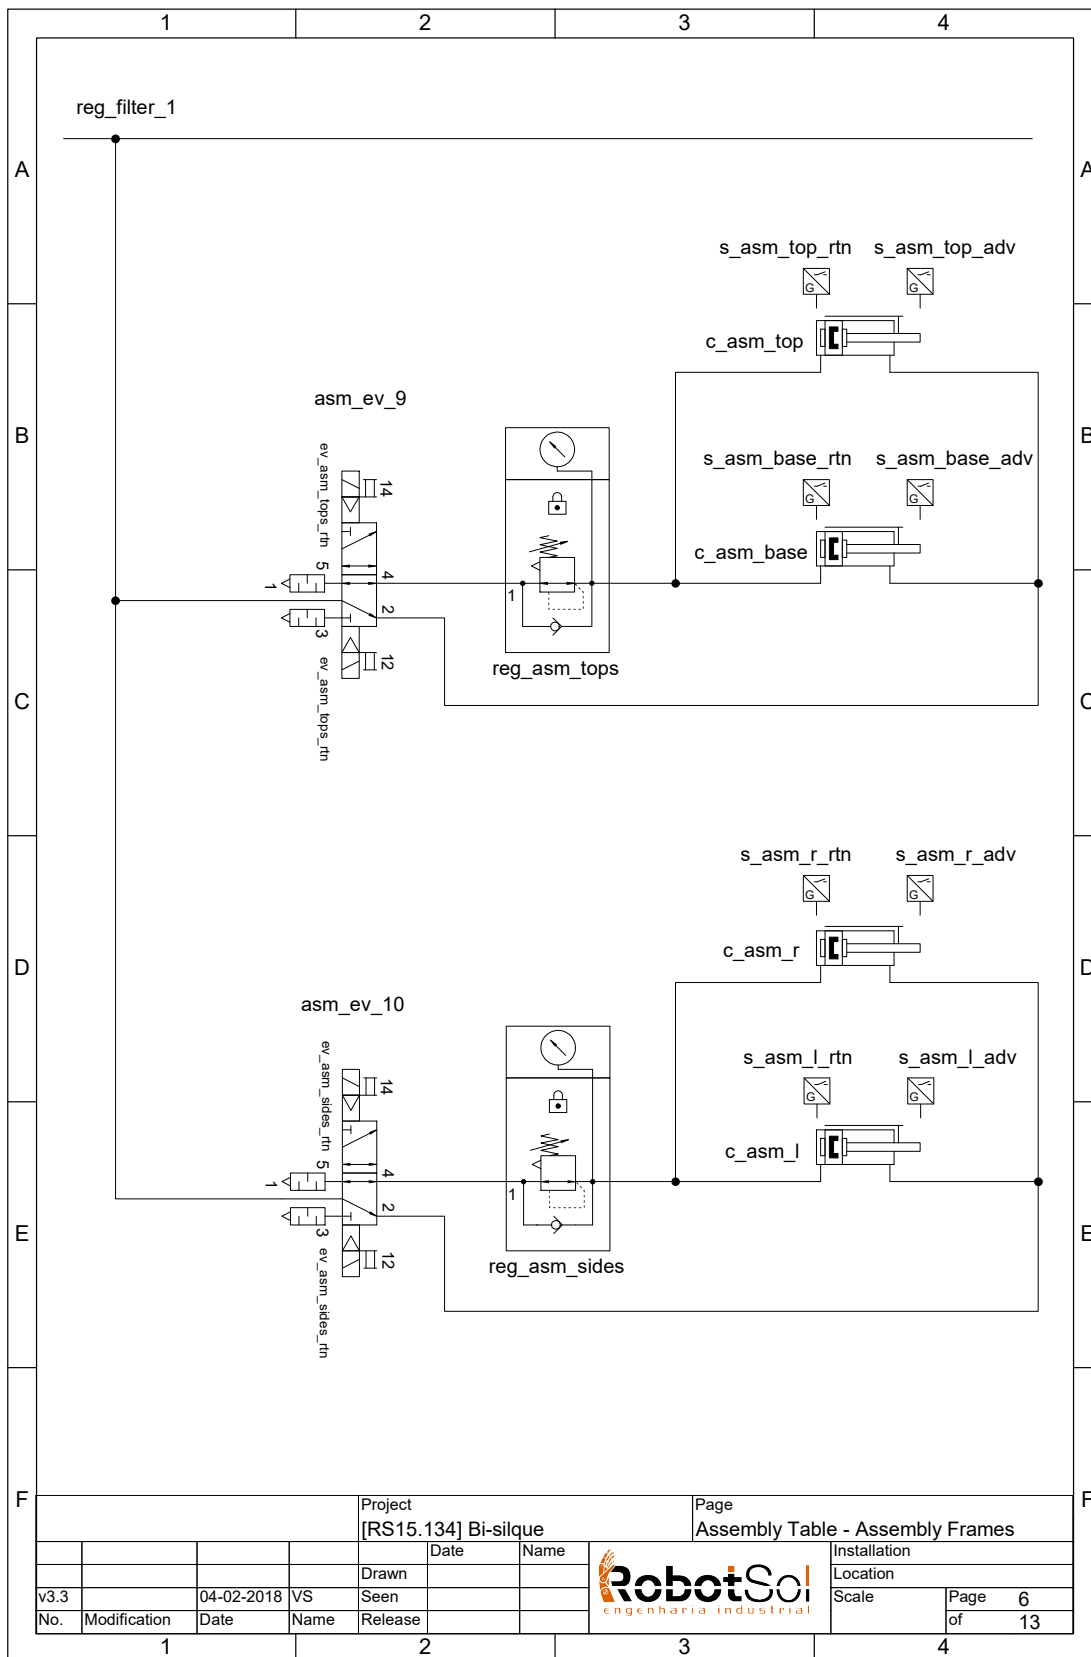 1 2 3 4
reg_filter_1
A A
s_asm_top_rtn s_asm_top_adv
G G
c_asm_top
asm_ev_9
B B
s_asm_base_rtn s_asm_base_adv
G G
c_asm_base
ev_asm_tops_rtn
14
5 4
1
1
2
3
12
ev_asm_tops_rtn
reg_asm_tops
C C
s_asm_r_rtn s_asm_r_adv
G G
c_asm_r
D D
asm_ev_10
s_asm_l_rtn s_asm_l_adv
G G
c_asm_l
ev_asm_sides_rtn
14
5 4
1
1
2
3
12
ev_asm_sides_rtn
reg_asm_sides
E E
F F
Project
[RS15.134] Bi-silque
Page
Assembly Table - Assembly Frames
Date Name
Drawn
v3.3 04-02-2018 VS Seen
No. Modification Date Name Release
RobotSol
engenharia industrial
Installation
Location
Scale Page 6
of 13
1 2 3 4